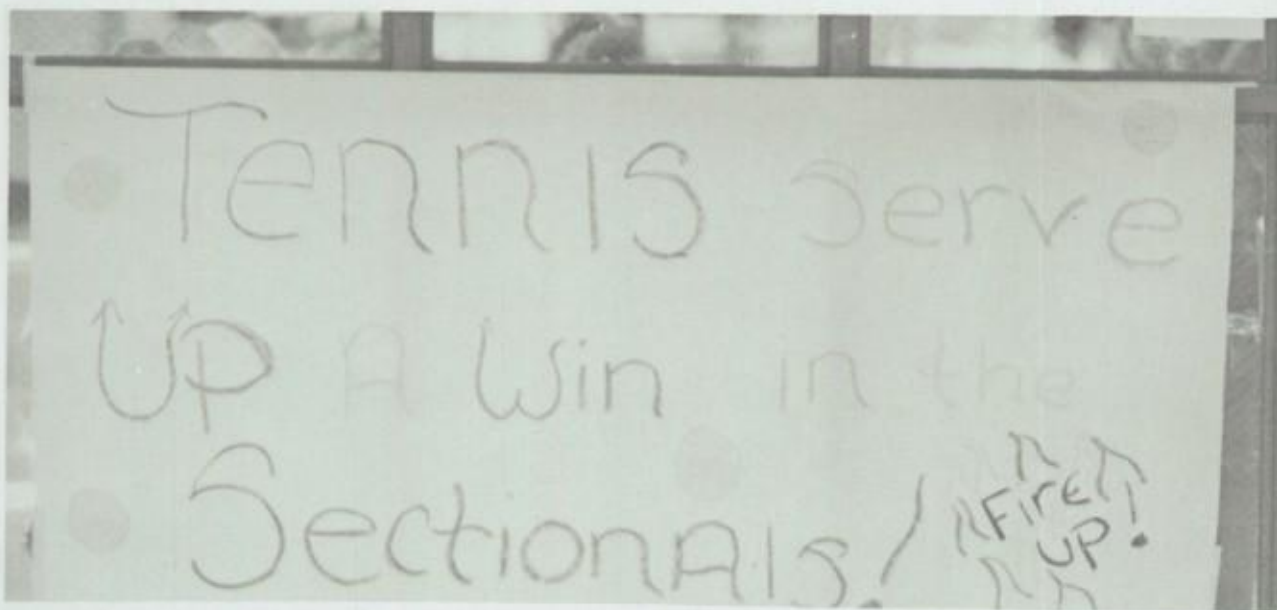 Tennis Serve
UP A Win in the
SectionAls!
Fire
UP!